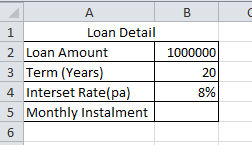 A B C
1 Loan Detail
2 Loan Amount 1000000
3 Term (Years) 20
4 Interset Rate(pa) 8%
5 Monthly Instalment
6